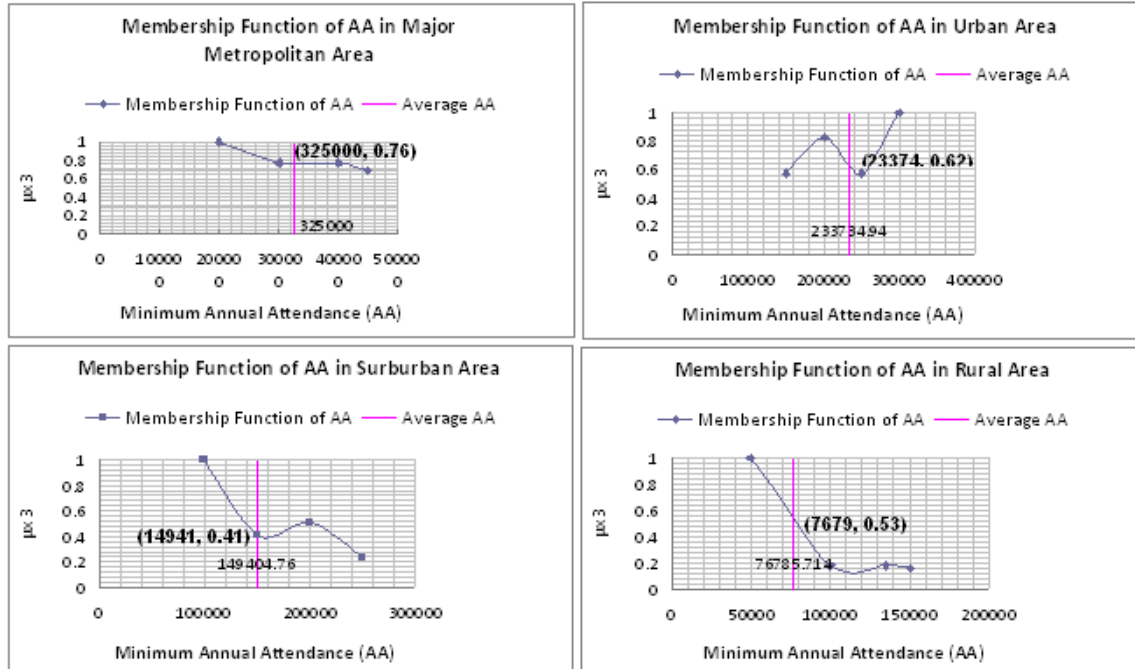 Membership Function of AA in Major
Metropolitan Area
Membership Function of AA
Average AA
1
0.8
0.6
0.4
0.2
0
µx 3
(325000, 0.76)
325000
0
10000
0
20000
0
30000
0
40000
0
50000
0
Minimum Annual Attendance (AA)
Membership Function of AA in Urban Area
Membership Function of AA
Average AA
1
0.8
0.6
0.4
0.2
0
µx 3
(23374, 0.62)
233734.94
0
100000
200000
300000
400000
Minimum Annual Attendance (AA)
Membership Function of AA in Surburban Area
Membership Function of AA
Average AA
1
0.8
0.6
0.4
0.2
0
µx 3
(14941, 0.41)
149404.76
0
100000
200000
300000
Minimum Annual Attendance (AA)
Membership Function of AA in Rural Area
Membership Function of AA
Average AA
1
0.8
0.6
0.4
0.2
0
µx 3
(7679, 0.53)
76785.714
0
50000
100000
150000
200000
Minimum Annual Attendance (AA)